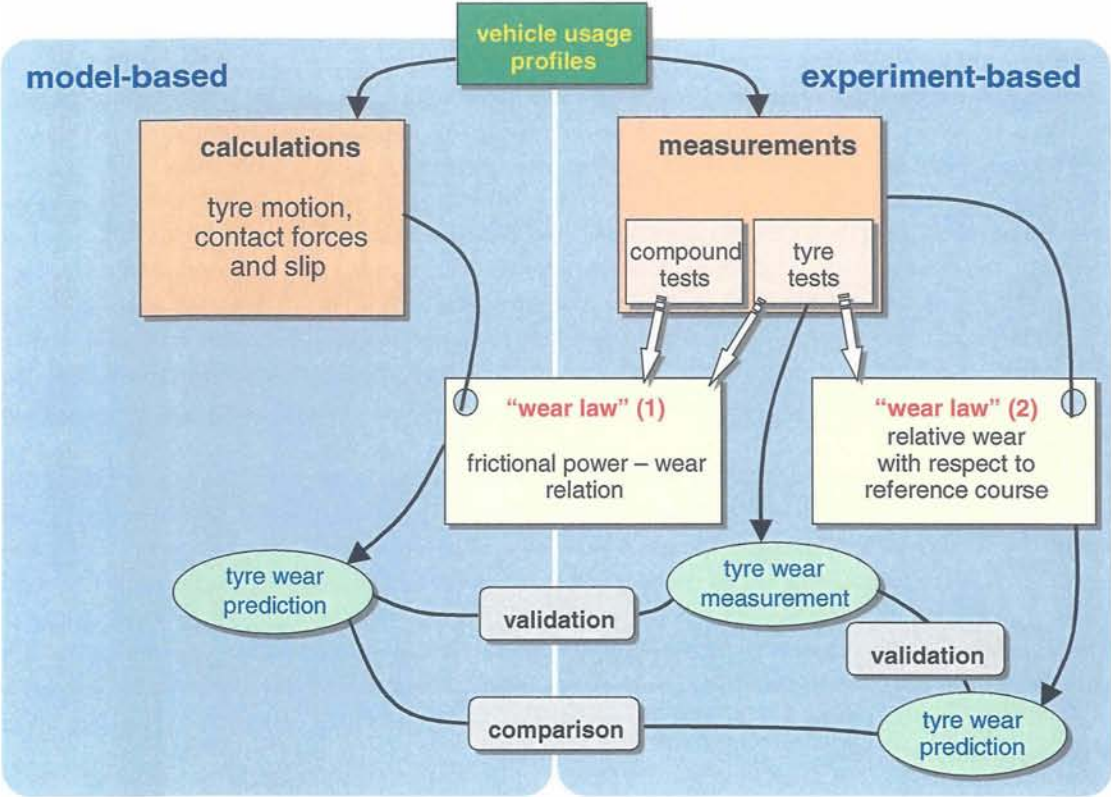 vehicle usage
profiles
model-based
experiment-based
calculations
tyre motion,
contact forces
and slip
measurements
compound
tests
tyre
tests
“wear law” (1)
frictional power – wear
relation
“wear law” (2)
relative wear
with respect to
reference course
tyre wear
prediction
validation
tyre wear
measurement
validation
comparison
tyre wear
prediction